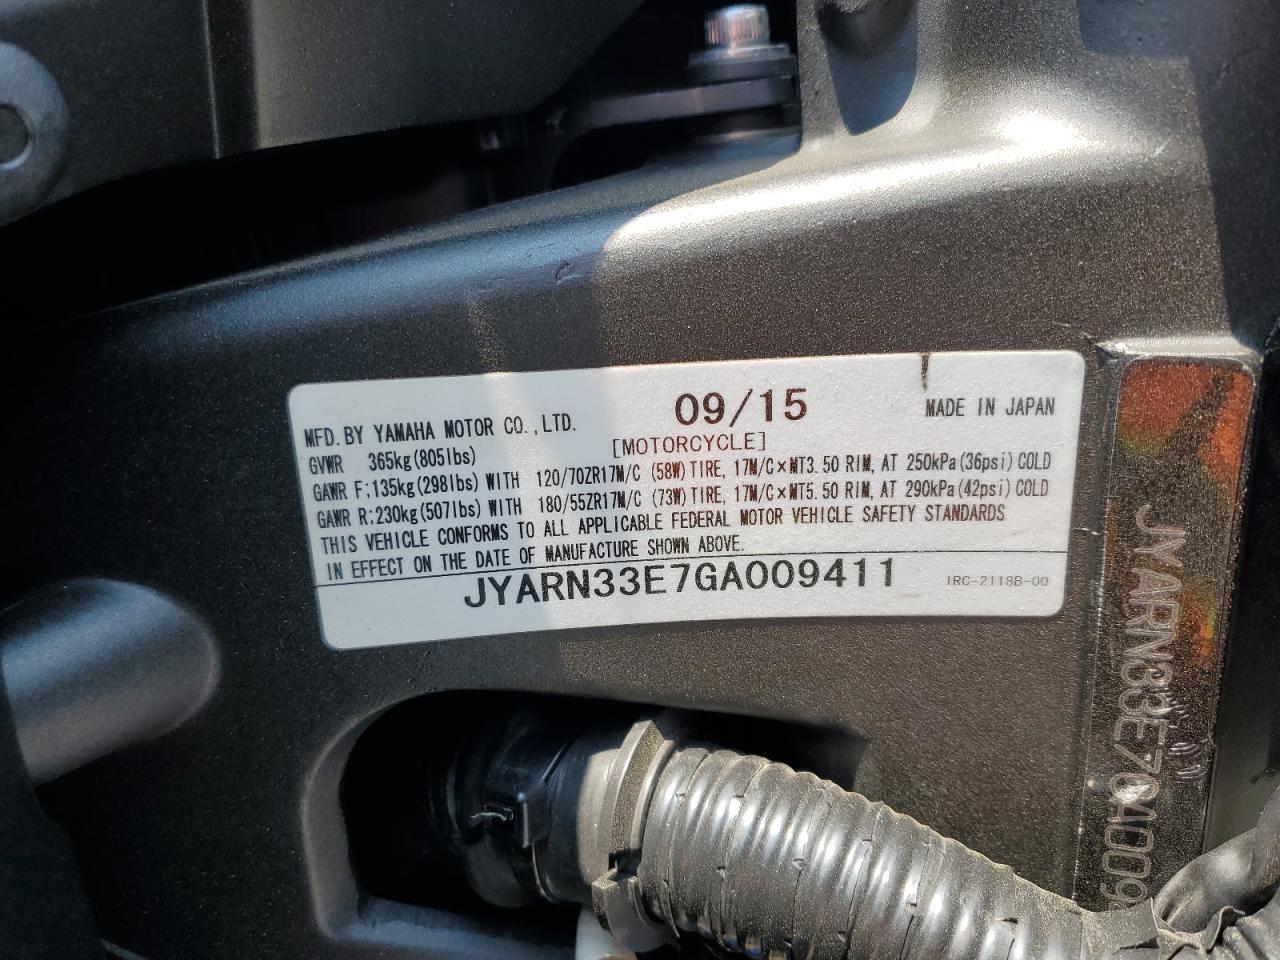 MFD. BY YAMAHA MOTOR CO., LTD. 09/15 MADE IN JAPAN
GVWR 365kg(805lbs) [MOTORCYCLE]
GAWR F:135kg(298lbs) WITH 120/70ZR17M/C (58W) TIRE, 17M/C×MT3.50 RIM, AT 250kPa(36psi) COLD
GAWR R:230kg(507lbs) WITH 180/55ZR17M/C (73W) TIRE, 17M/C×MT5.50 RIM, AT 290kPa(42psi) COLD
THIS VEHICLE CONFORMS TO ALL APPLICABLE FEDERAL MOTOR VEHICLE SAFETY STANDARDS
IN EFFECT ON THE DATE OF MANUFACTURE SHOWN ABOVE.
JYARN33E7GA009411 1RC-2118B-00
JYARN33E7GA009